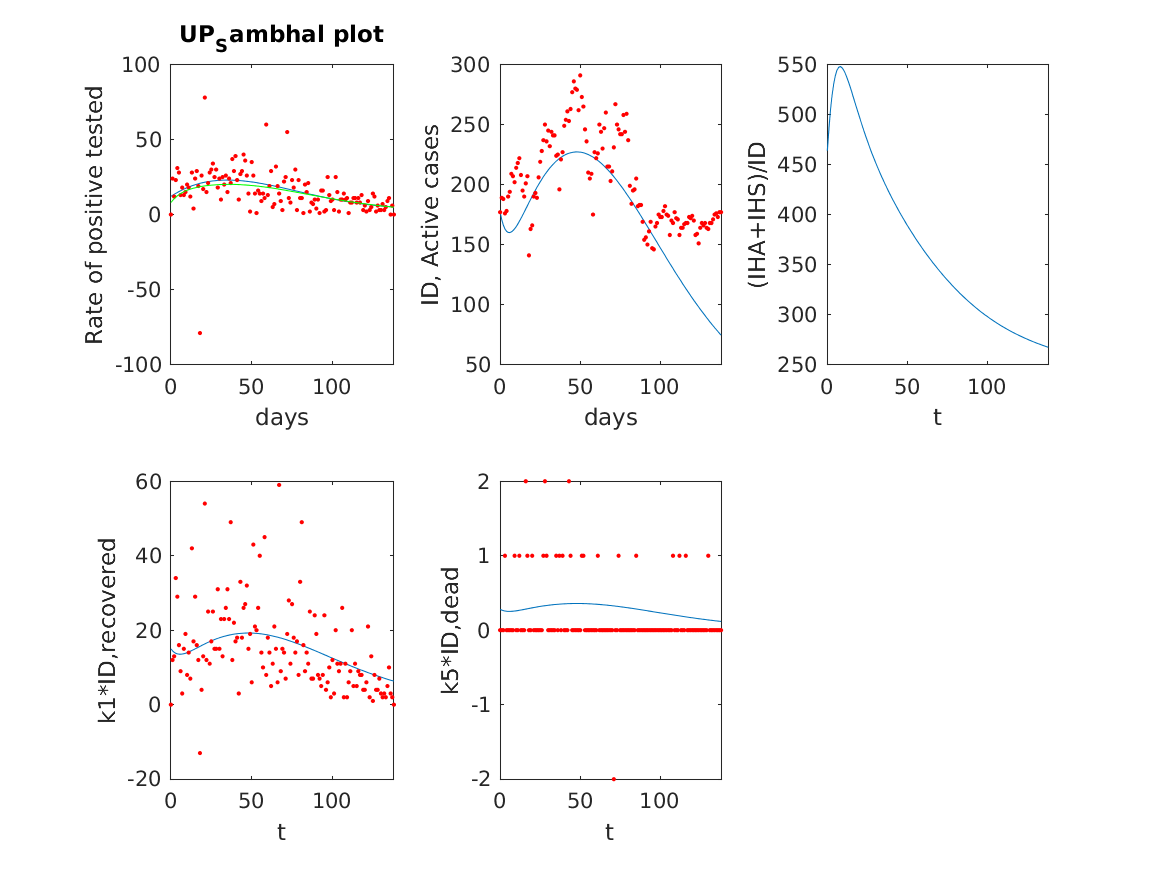 UP_Sambhal plot
100
50
0
-50
-100
Rate of positive tested
0 50 100
days
300
250
200
150
100
50
ID, Active cases
0 50 100
days
550
500
450
400
350
300
250
(IHA+IHS)/ID
0 50 100
t
60
40
20
0
-20
k1*ID,recovered
0 50 100
t
2
1
0
-1
-2
k5*ID,dead
0 50 100
t